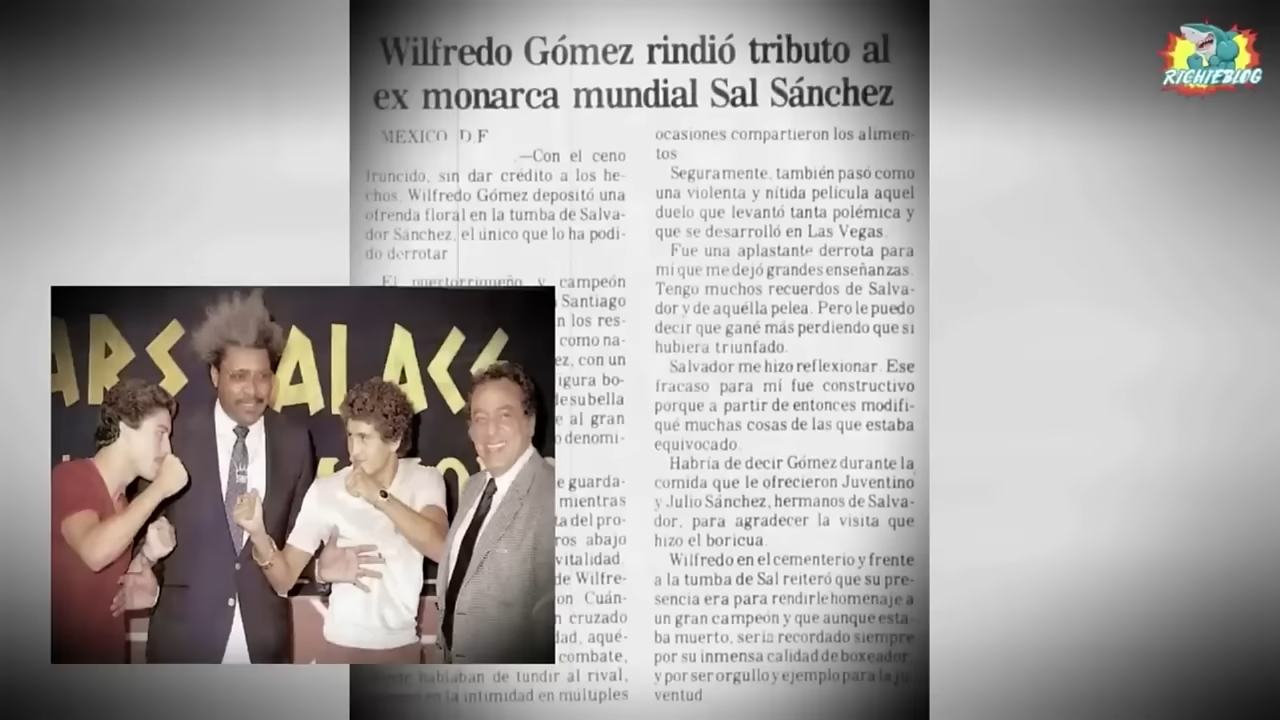 RICHIEBLOG
Wilfredo Gómez rindió tributo al
ex monarca mundial Sal Sánchez
MEXICO D.F
—Con el ceno
fruncido, sin dar crédito a los he-
chos, Wilfredo Gómez depositó una
ofrenda floral en la tumba de Salva-
dor Sánchez, el único que lo ha podi-
do derrotar
El puertorriqueño y campeón
Santiago
n los res-
como na-
ez, con un
igura bo-
desubella
e al gran
o denomi-
e guarda-
mientras
ta del pro-
ros abajo
vitalidad.
de Wilfre-
on Cuán-
n cruzado
dad, aqué-
combate,
hablaban de tundir al rival,
en la intimidad en múltiples
ocasiones compartieron los alimen-
tos
Seguramente, también pasó como
una violenta y nítida película aquel
duelo que levantó tanta polémica y
que se desarrolló en Las Vegas.
Fue una aplastante derrota para
mí que me dejó grandes enseñanzas.
Tengo muchos recuerdos de Salva-
dor y de aquélla pelea. Pero le puedo
decir que gané más perdiendo que si
hubiera triunfado.
Salvador me hizo reflexionar. Ese
fracaso para mí fue constructivo
porque a partir de entonces modifi-
qué muchas cosas de las que estaba
equivocado.
Habría de decir Gómez durante la
comida que le ofrecieron Juventino
y Julio Sánchez, hermanos de Salva-
dor, para agradecer la visita que
hizo el boricua.
Wilfredo en el cementerio y frente
a la tumba de Sal reiteró que su pre-
sencia era para rendirle homenaje a
un gran campeón y que aunque esta-
ba muerto, sería recordado siempre
por su inmensa calidad de boxeador
y por ser orgullo y ejemplo para la ju-
ventud
ARS PALACE